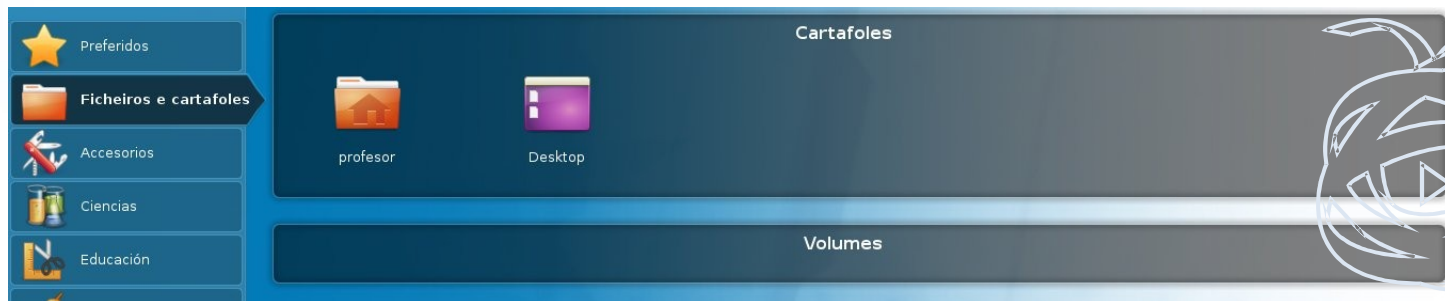 Preferidos
Ficheiros e cartafoles
Accesorios
Ciencias
Educación
Cartafoles
profesor
Desktop
Volumes